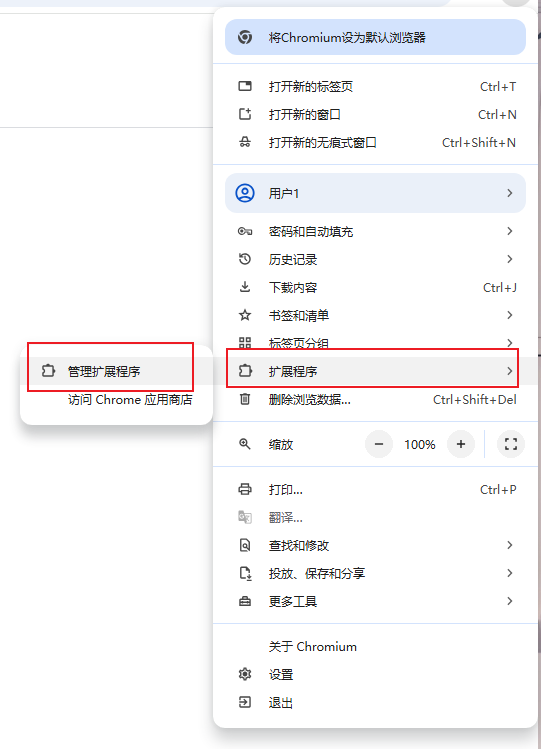 将Chromium设为默认浏览器
打开新的标签页 Ctrl+T
打开新的窗口 Ctrl+N
打开新的无痕式窗口 Ctrl+Shift+N
用户1
密码和自动填充
历史记录
下载内容 Ctrl+J
书签和清单
标签页分组
管理扩展程序
扩展程序
访问 Chrome 应用商店
删除浏览数据... Ctrl+Shift+Del
缩放 − 100% +
打印... Ctrl+P
翻译...
查找和修改
投放、保存和分享
更多工具
关于 Chromium
设置
退出